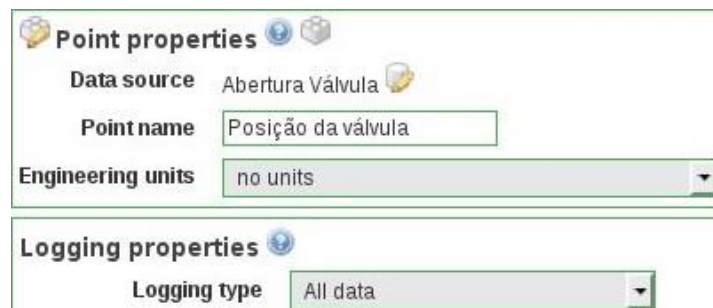 Point properties
Data source Abertura Válvula
Point name Posição da válvula
Engineering units no units
Logging properties
Logging type All data